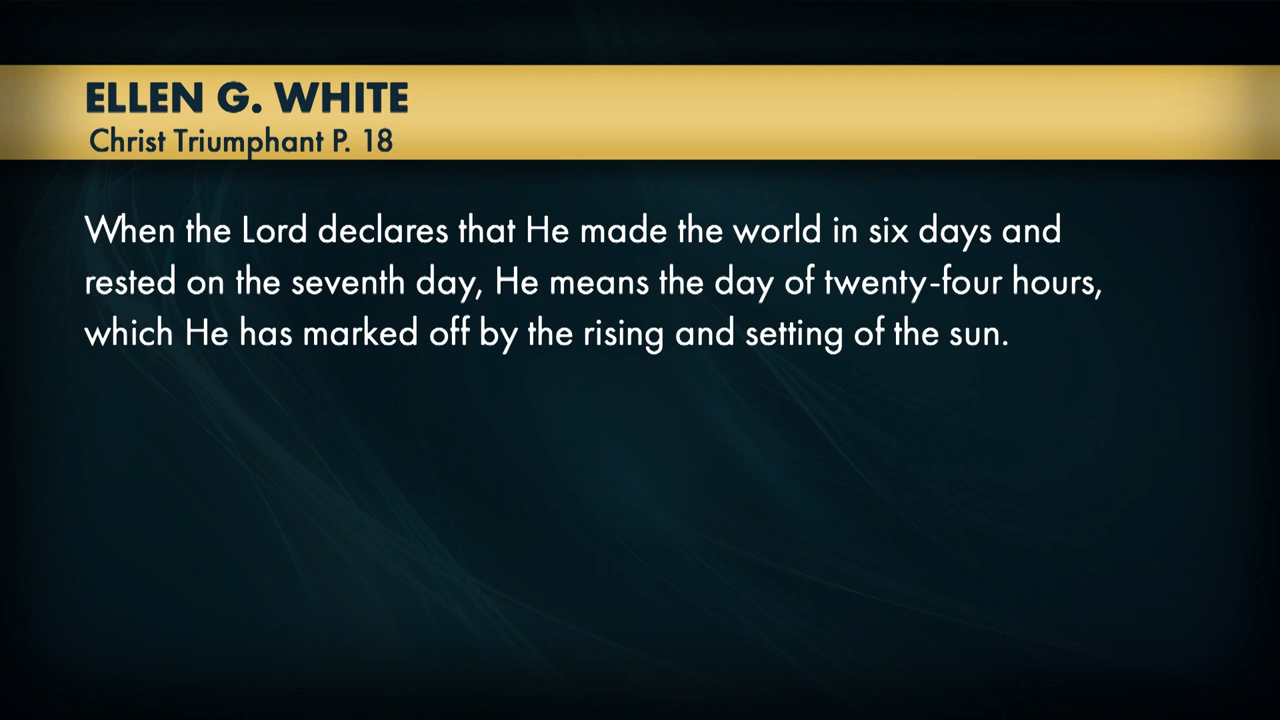 ELLEN G. WHITE
Christ Triumphant P. 18
When the Lord declares that He made the world in six days and
rested on the seventh day, He means the day of twenty-four hours,
which He has marked off by the rising and setting of the sun.